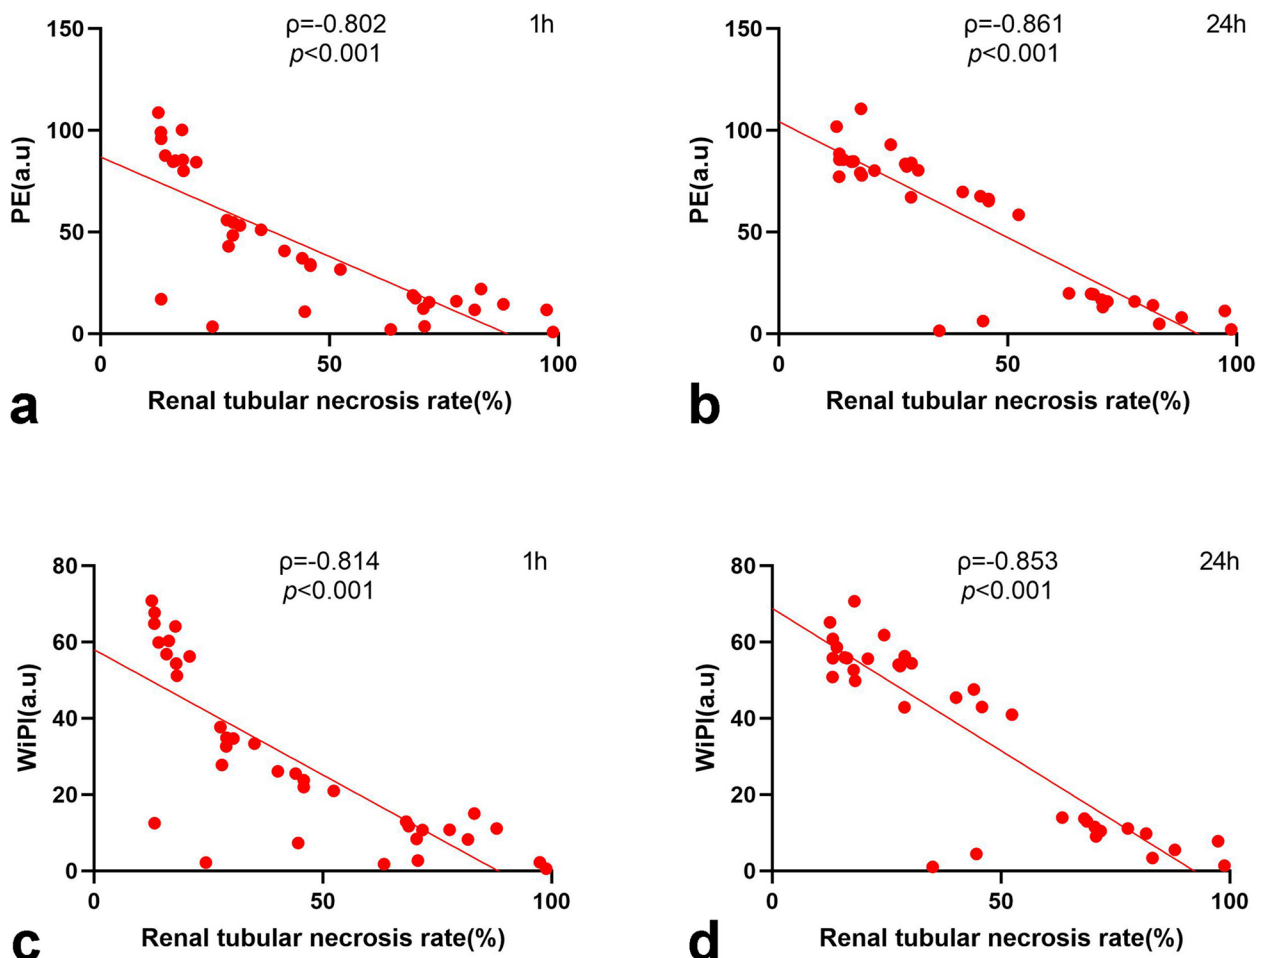 ρ=-0.802
p<0.001
1h
150
100
50
0
PE(a.u)
0
50
100
Renal tubular necrosis rate(%)
a
ρ=-0.861
p<0.001
24h
150
100
50
0
PE(a.u)
0
50
100
Renal tubular necrosis rate(%)
b
ρ=-0.814
p<0.001
1h
80
60
40
20
0
WiPI(a.u)
0
50
100
Renal tubular necrosis rate(%)
c
ρ=-0.853
p<0.001
24h
80
60
40
20
0
WiPI(a.u)
0
50
100
Renal tubular necrosis rate(%)
d